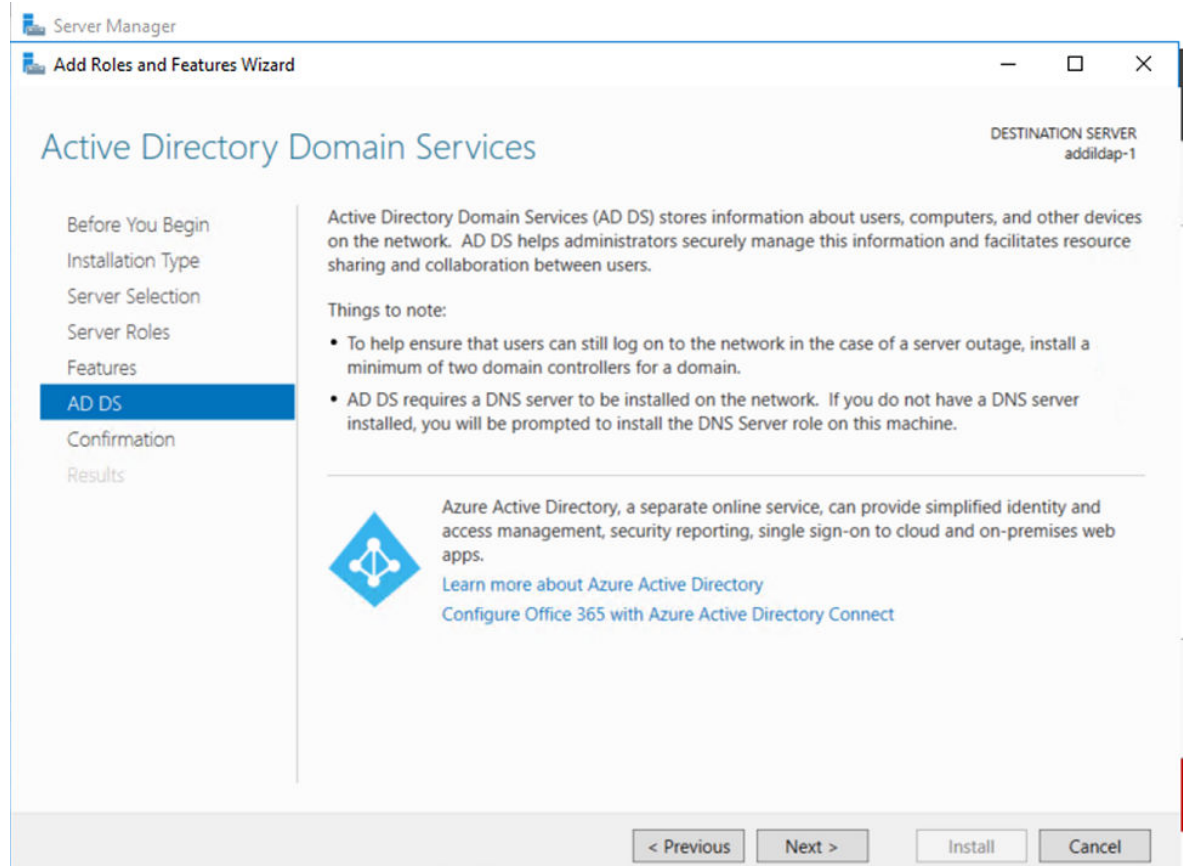 Server Manager
Add Roles and Features Wizard
Active Directory Domain Services
DESTINATION SERVER
addildap-1
Before You Begin
Installation Type
Server Selection
Server Roles
Features
AD DS
Confirmation
Results
Active Directory Domain Services (AD DS) stores information about users, computers, and other devices
on the network.  AD DS helps administrators securely manage this information and facilitates resource
sharing and collaboration between users.
Things to note:
• To help ensure that users can still log on to the network in the case of a server outage, install a
minimum of two domain controllers for a domain.
• AD DS requires a DNS server to be installed on the network.  If you do not have a DNS server
installed, you will be prompted to install the DNS Server role on this machine.
Azure Active Directory, a separate online service, can provide simplified identity and
access management, security reporting, single sign-on to cloud and on-premises web
apps.
Learn more about Azure Active Directory
Configure Office 365 with Azure Active Directory Connect
< Previous
Next >
Install
Cancel